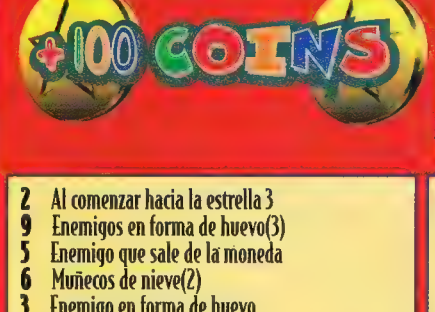 +100 COINS
2 Al comenzar hacia la estrella 3
9 Enemigos en forma de huevo(3)
5 Enemigo que sale de la moneda
6 Muñecos de nieve(2)
3 Enemigo en forma de huevo